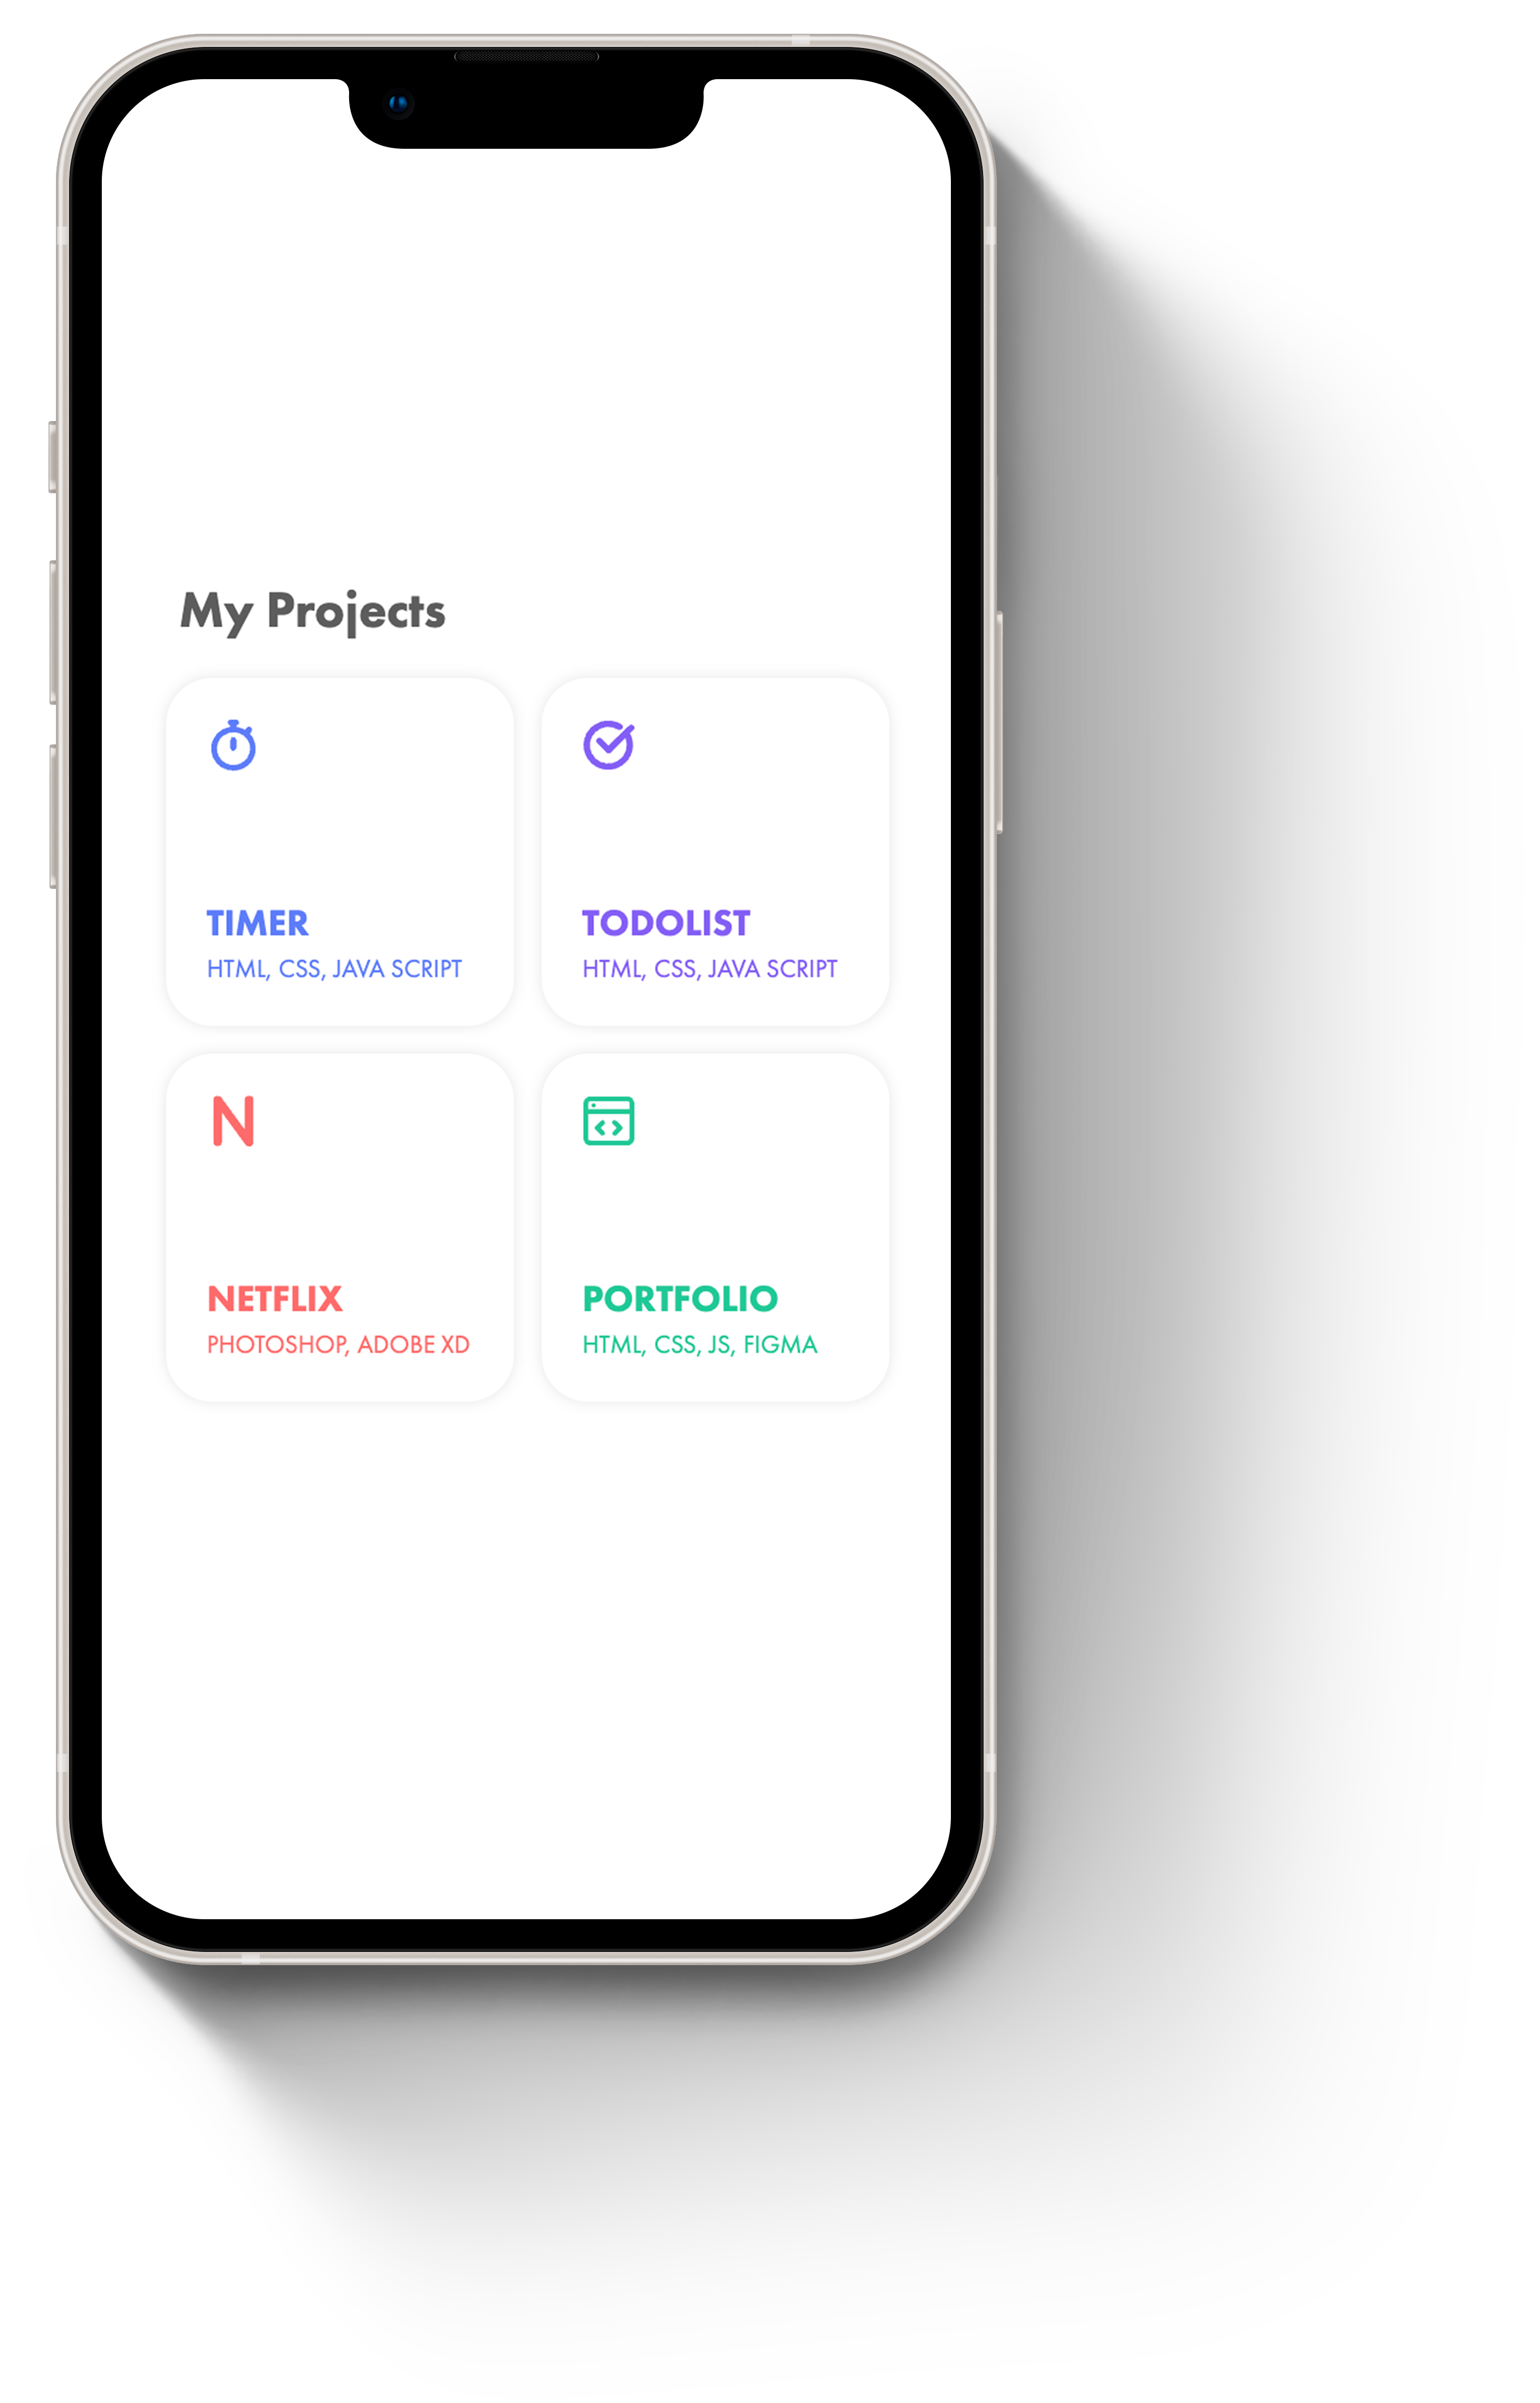 My Projects
TIMER
HTML, CSS, JAVA SCRIPT
TODOLIST
HTML, CSS, JAVA SCRIPT
N
NETFLIX
PHOTOSHOP, ADOBE XD
PORTFOLIO
HTML, CSS, JS, FIGMA